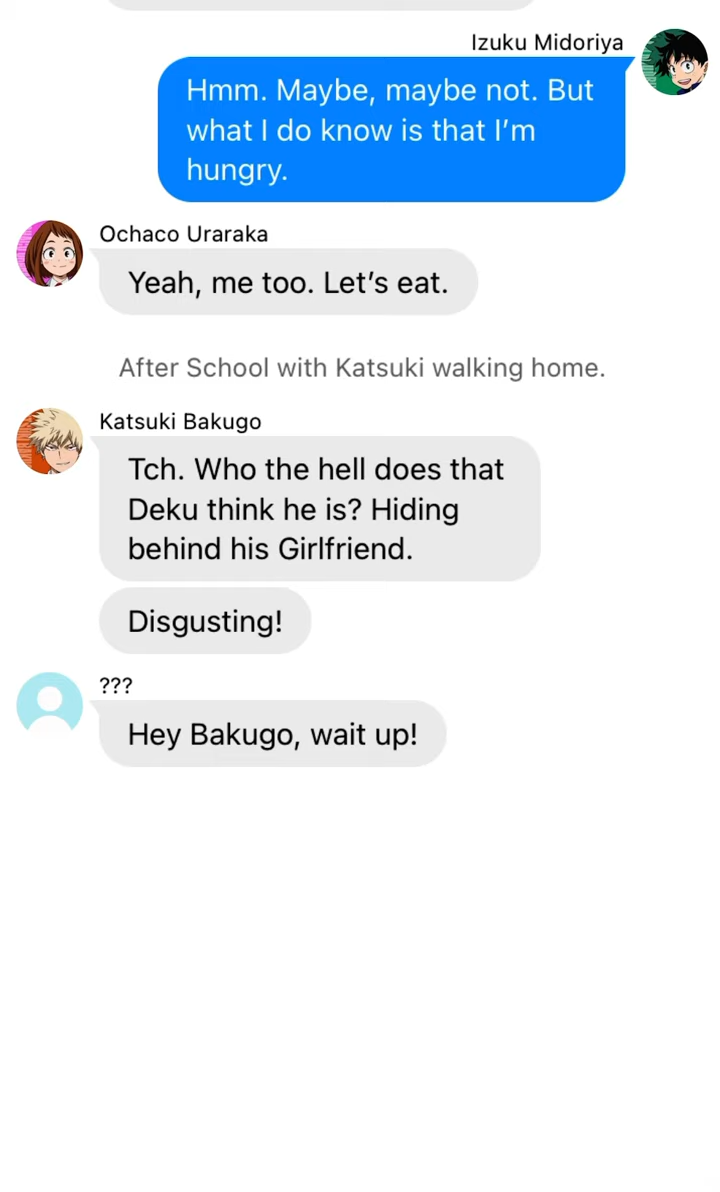 Izuku Midoriya
Hmm. Maybe, maybe not. But
what I do know is that I’m
hungry.
Ochaco Uraraka
Yeah, me too. Let’s eat.
After School with Katsuki walking home.
Katsuki Bakugo
Tch. Who the hell does that
Deku think he is? Hiding
behind his Girlfriend.
Disgusting!
???
Hey Bakugo, wait up!